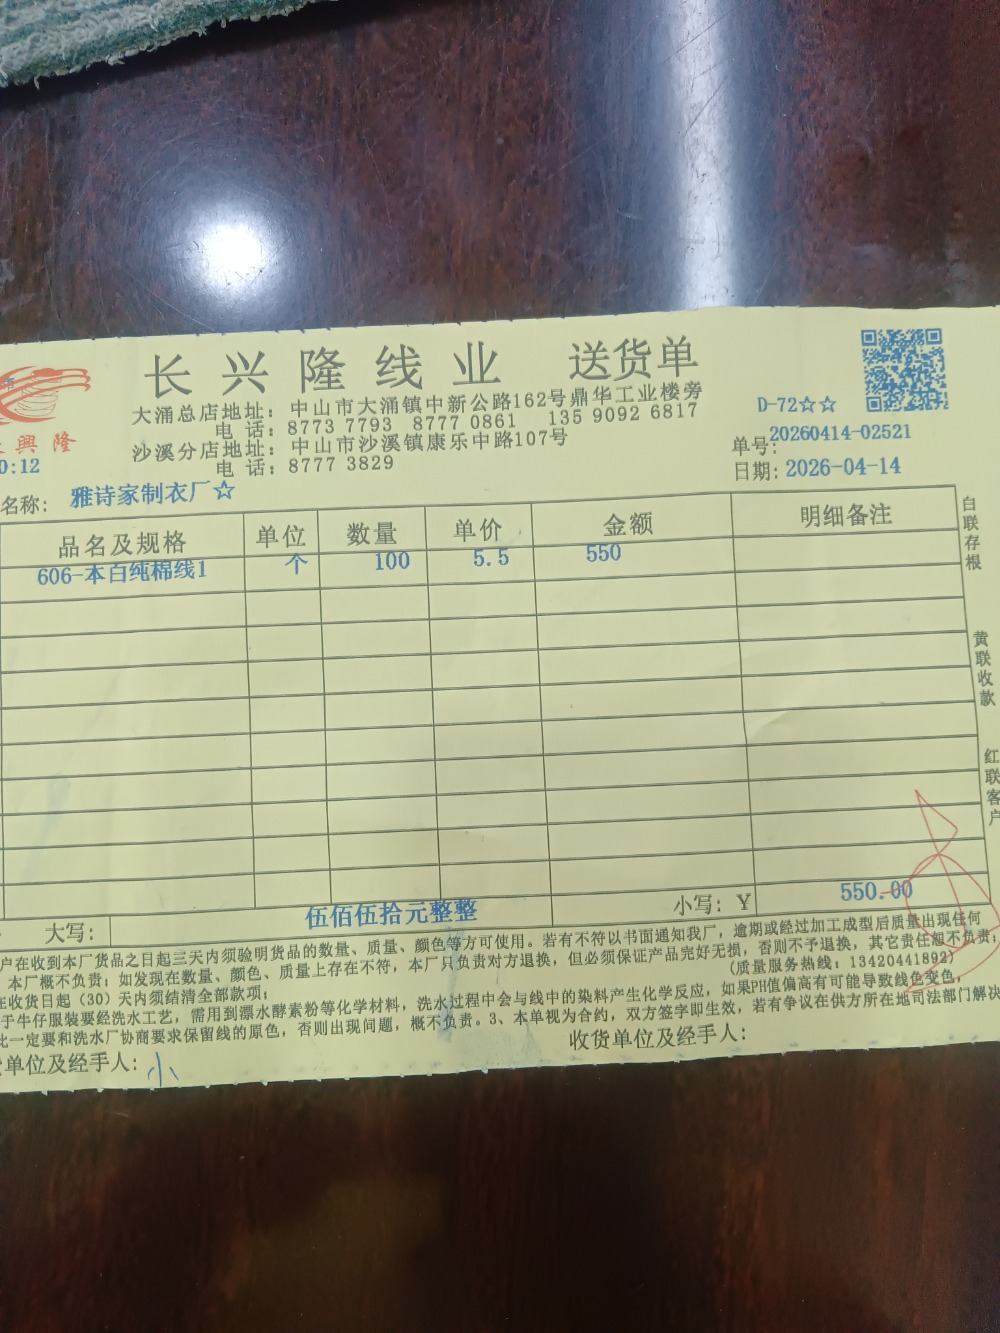 长兴隆线业 送货单
大涌总店地址：中山市大涌镇中新公路162号鼎华工业楼旁
电 话：8773 7793 8777 0861 135 9092 6817
沙溪分店地址：中山市沙溪镇康乐中路107号
电 话：8777 3829
興隆
0:12
D-72☆☆
单号：20260414-02521
日期：2026-04-14
名称：雅诗家制衣厂☆
品名及规格 单位 数量 单价 金额 明细备注
606-本白纯棉线1 个 100 5.5 550
白联存根
黄联收款
红联客户
大写： 伍佰伍拾元整整 小写：￥ 550.00
户在收到本厂货品之日起三天内须验明货品的数量、质量、颜色等方可使用。若有不符以书面通知我厂，逾期或经过加工成型后质量出现任何
本厂概不负责；如发现在数量、颜色、质量上存在不符，本厂只负责对方退换，但必须保证产品完好无损，否则不予退换，其它责任恕不负责；
在收货日起（30）天内须结清全部款项； (质量服务热线：13420441892)
于牛仔服装要经洗水工艺，需用到漂水酵素粉等化学材料，洗水过程中会与线中的染料产生化学反应，如果PH值偏高有可能导致线色变色，
比一定要和洗水厂协商要求保留线的原色，否则出现问题，概不负责。3、本单视为合约，双方签字即生效，若有争议在供方所在地司法部门解决
单位及经手人： 小 收货单位及经手人：